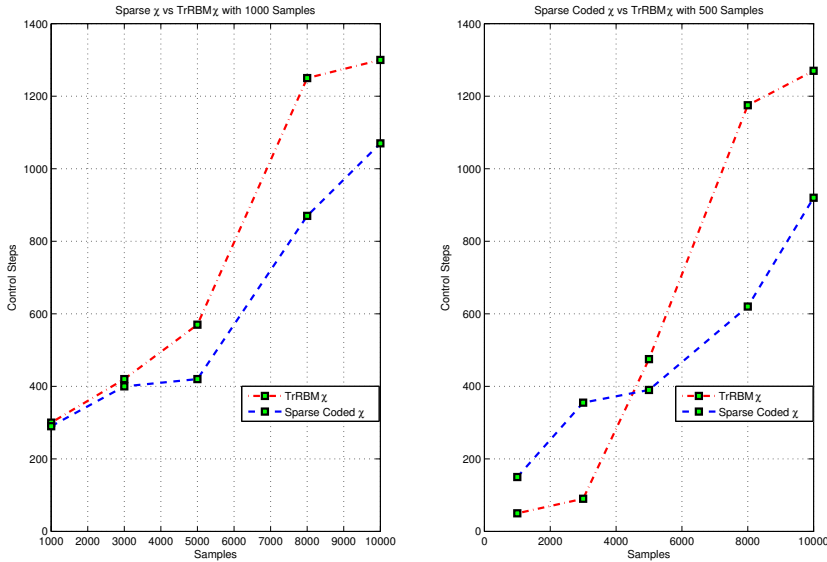 Sparse χ vs TrRBMχ with 1000 Samples
1400
1200
1000
800
600
400
200
0
Control Steps
1000 2000 3000 4000 5000 6000 7000 8000 9000 10000
Samples
TrRBMχ
Sparse Coded χ
Sparse Coded χ vs TrRBMχ with 500 Samples
1400
1200
1000
800
600
400
200
0
Control Steps
0 2000 4000 6000 8000 10000
Samples
TrRBMχ
Sparse Coded χ